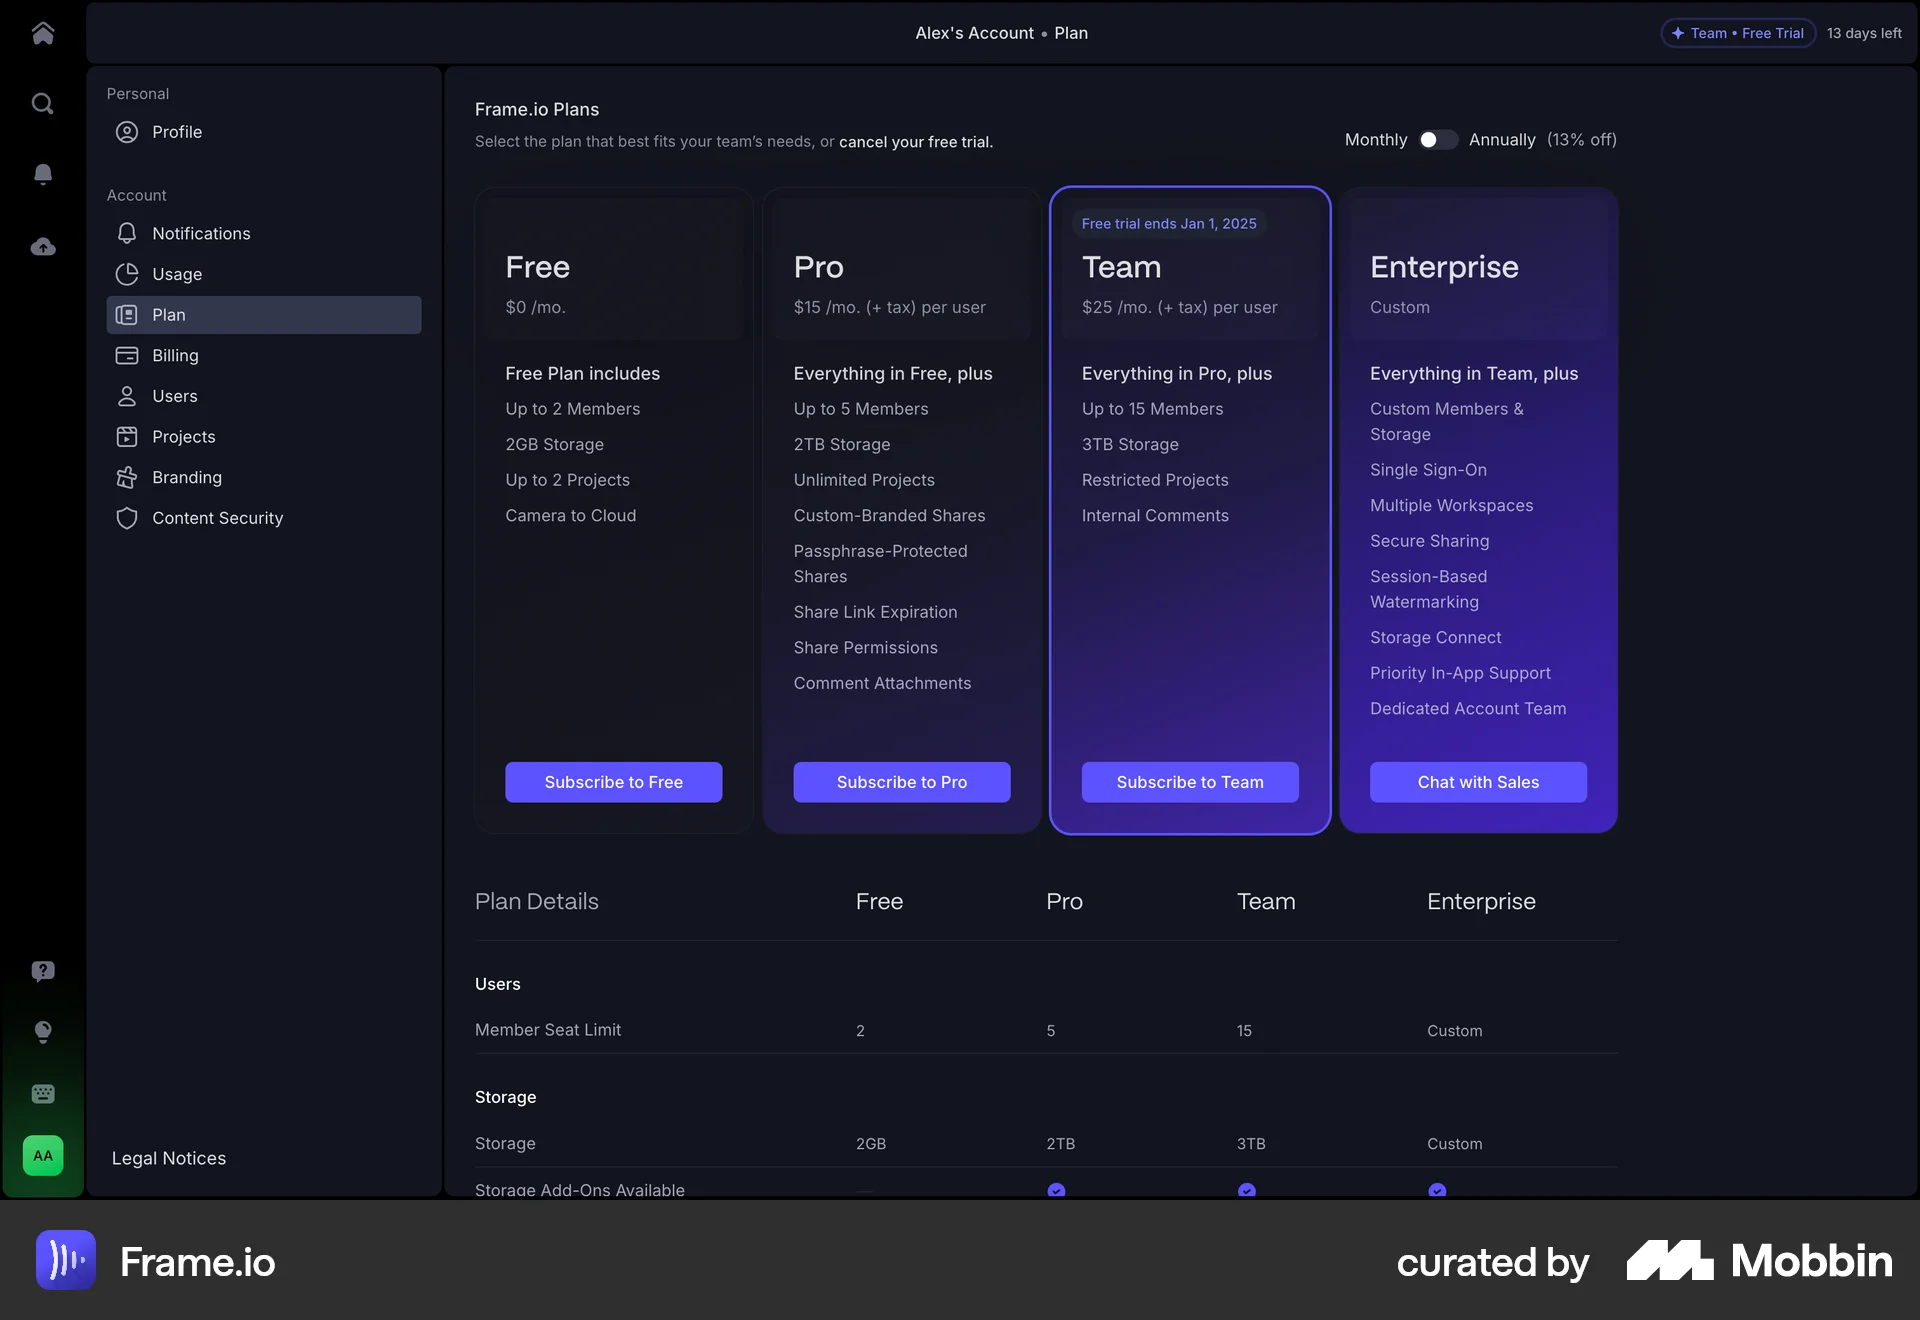 Alex's Account • Plan
Team • Free Trial
13 days left
Personal
Profile
Account
Notifications
Usage
Plan
Billing
Users
Projects
Branding
Content Security
Legal Notices
AA
Frame.io Plans
Select the plan that best fits your team’s needs, or cancel your free trial.
Monthly
Annually (13% off)
Free
$0 /mo.
Free Plan includes
Up to 2 Members
2GB Storage
Up to 2 Projects
Camera to Cloud
Subscribe to Free
Pro
$15 /mo. (+ tax) per user
Everything in Free, plus
Up to 5 Members
2TB Storage
Unlimited Projects
Custom-Branded Shares
Passphrase-Protected
Shares
Share Link Expiration
Share Permissions
Comment Attachments
Subscribe to Pro
Free trial ends Jan 1, 2025
Team
$25 /mo. (+ tax) per user
Everything in Pro, plus
Up to 15 Members
3TB Storage
Restricted Projects
Internal Comments
Subscribe to Team
Enterprise
Custom
Everything in Team, plus
Custom Members &
Storage
Single Sign-On
Multiple Workspaces
Secure Sharing
Session-Based
Watermarking
Storage Connect
Priority In-App Support
Dedicated Account Team
Chat with Sales
Plan Details Free Pro Team Enterprise
Users
Member Seat Limit 2 5 15 Custom
Storage
Storage 2GB 2TB 3TB Custom
Storage Add-Ons Available —
Frame.io
curated by Mobbin